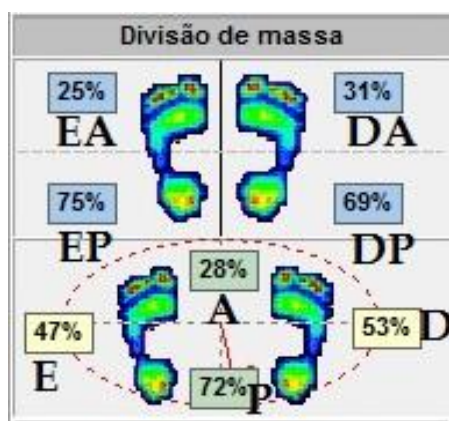 Divisão de massa
25% 31%
EA DA
75% 69%
EP DP
28%
A
47% 53% D
E
72% P